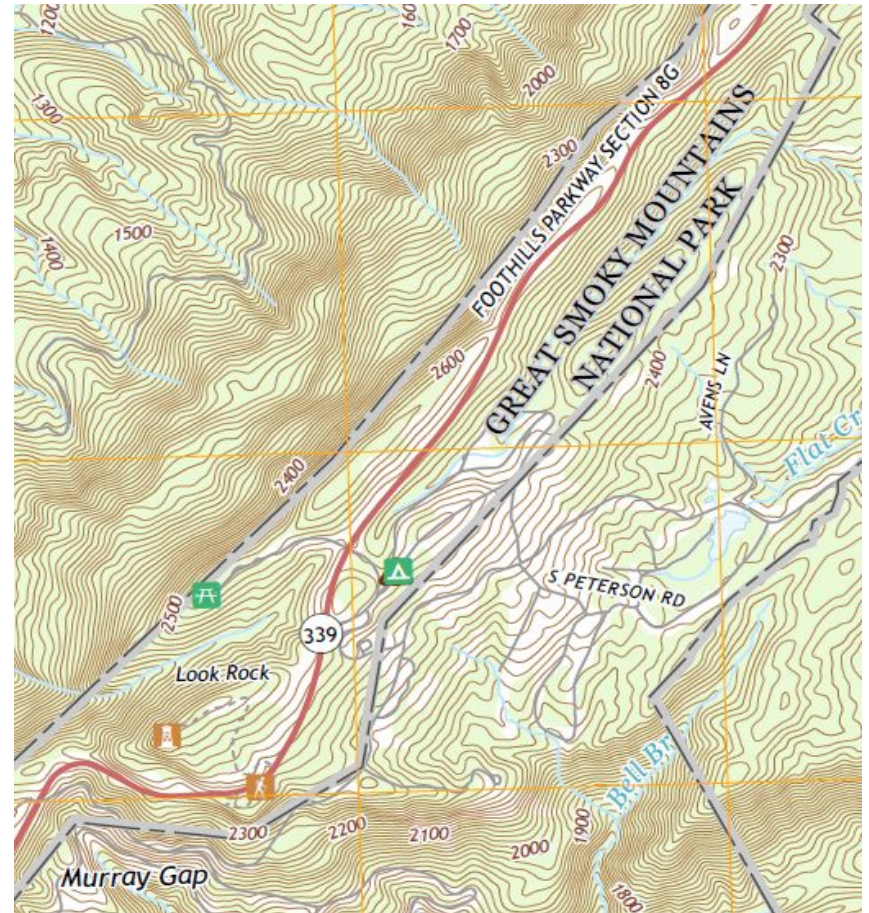 1200
160
1700
2000
1300
2300
FOOTHILLS PARKWAY SECTION 8G
GREAT SMOKY MOUNTAINS
NATIONAL PARK
1500
1400
2300
2600
2400
AVENS LN
Flat Cr
2400
2500
S PETERSON RD
339
Look Rock
Bell Br
2300
2200
2100
2000
1900
1800
Murray Gap